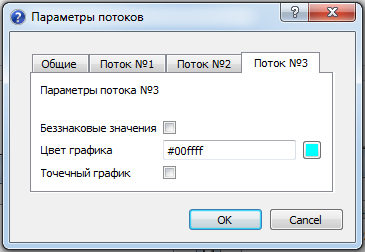 Параметры потоков
Общие Поток №1 Поток №2 Поток №3
Параметры потока №3
Беззнаковые значения
Цвет графика #00ffff
Точечный график
OK Cancel